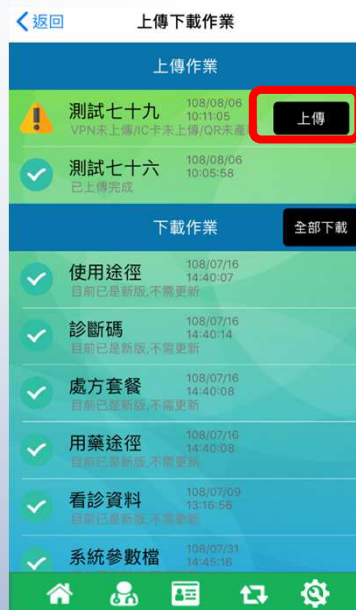 返回
上傳下載作業
上傳作業
測試七十九
108/08/06
10:11:05
VPN未上傳/IC卡未上傳/QR未產
上傳
測試七十六
108/08/06
10:05:58
已上傳完成
下載作業
全部下載
使用途徑
108/07/16
14:40:07
目前已是新版,不需更新
診斷碼
108/07/16
14:40:14
目前已是新版,不需更新
處方套餐
108/07/16
14:40:08
目前已是新版,不需更新
用藥途徑
108/07/16
14:40:08
目前已是新版,不需更新
看診資料
108/07/09
13:16:56
目前已是新版,不需更新
系統參數檔
108/07/31
14:45:16